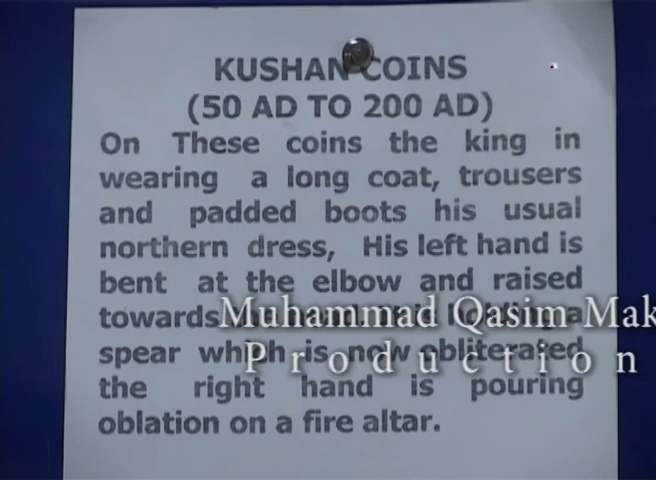 KUSHAN COINS
(50 AD TO 200 AD)
On These coins the king in
wearing a long coat, trousers
and padded boots his usual
northern dress, His left hand is
bent at the elbow and raised
towards
Muhammad Qasim Mak
spear which is now obliterated
Production
the right hand is pouring
oblation on a fire altar.